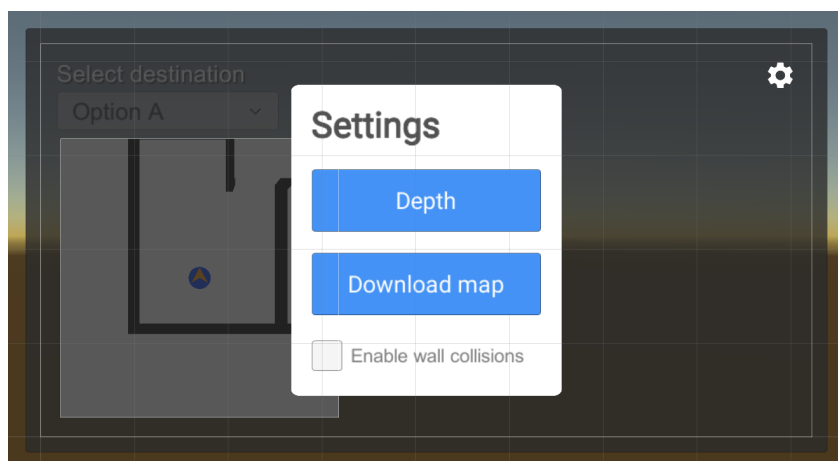 Select destination
Option A
Settings
Depth
Download map
Enable wall collisions